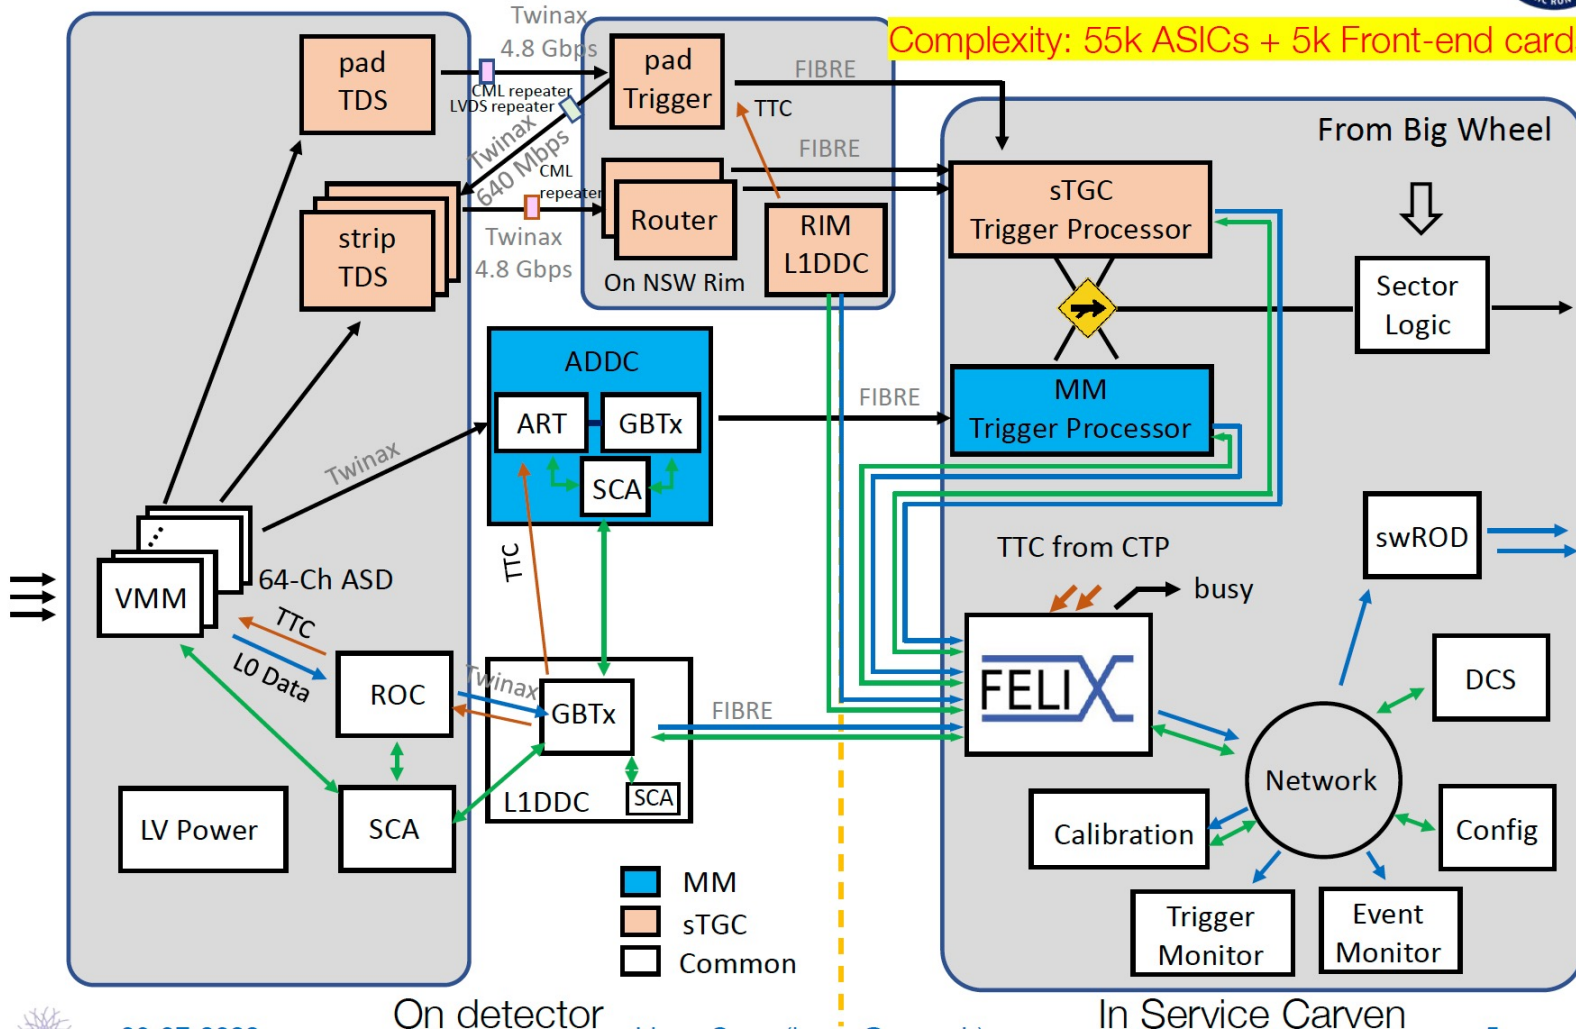 Complexity: 55k ASICs + 5k Front-end card
Twinax
4.8 Gbps
pad
TDS
CML repeater
LVDS repeater
pad
Trigger
FIBRE
TTC
Twinax
640 Mbps
FIBRE
From Big Wheel
strip
TDS
CML
repeater
Twinax
4.8 Gbps
Router
On NSW Rim
RIM
L1DDC
sTGC
Trigger Processor
Sector
Logic
ADDC
ART
GBTx
SCA
FIBRE
MM
Trigger Processor
Twinax
VMM
64-Ch ASD
TTC
L0 Data
TTC
TTC from CTP
busy
swROD
ROC
Twinax
GBTx
FIBRE
FELIX
DCS
LV Power
SCA
L1DDC
SCA
Network
Calibration
Config
Trigger
Monitor
Event
Monitor
MM
sTGC
Common
On detector
In Service Carven